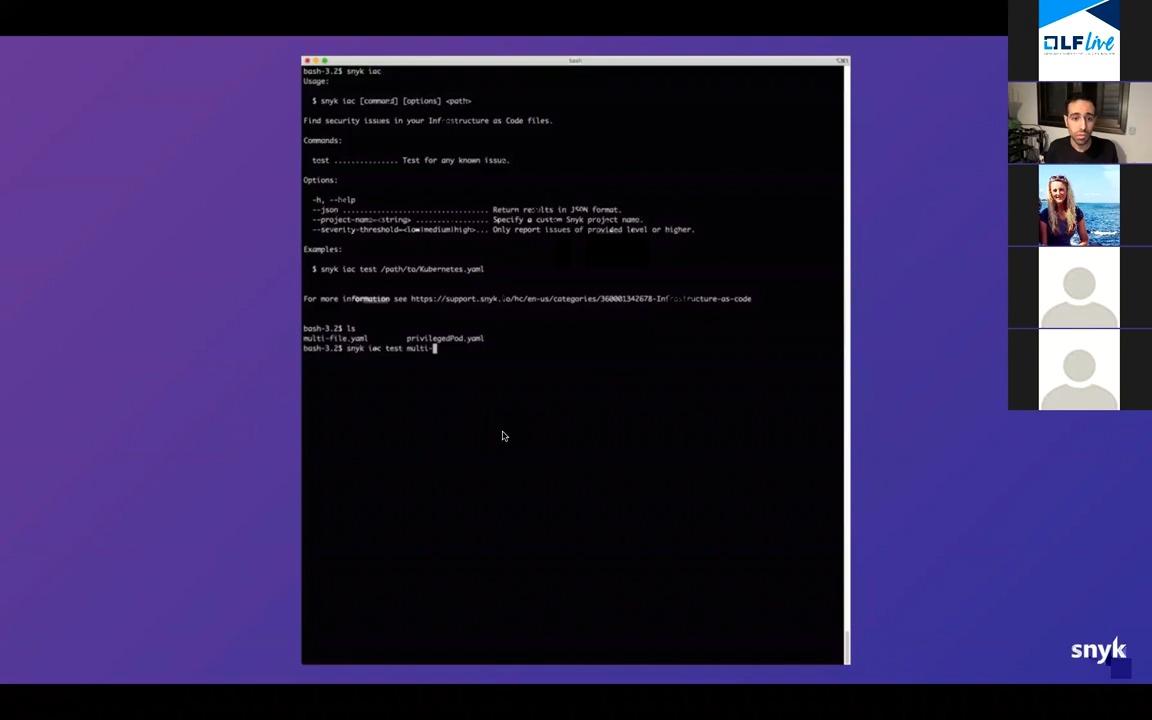 bash
bash-3.2$ snyk iac
Usage:
$ snyk iac [command] [options] <path>
Find security issues in your Infrastructure as Code files.
Commands:
test .............. Test for any known issue.
Options:
-h, --help
--json .................................. Return results in JSON format.
--project-name=<string> ................. Specify a custom Snyk project name.
--severity-threshold=<low|medium|high>... Only report issues of provided level or higher.
Examples:
$ snyk iac test /path/to/Kubernetes.yaml
For more information see https://support.snyk.io/hc/en-us/categories/360001342678-Infrastructure-as-code
bash-3.2$ ls
multi-file.yaml privilegedPod.yaml
bash-3.2$ snyk iac test multi-
LF Live
snyk